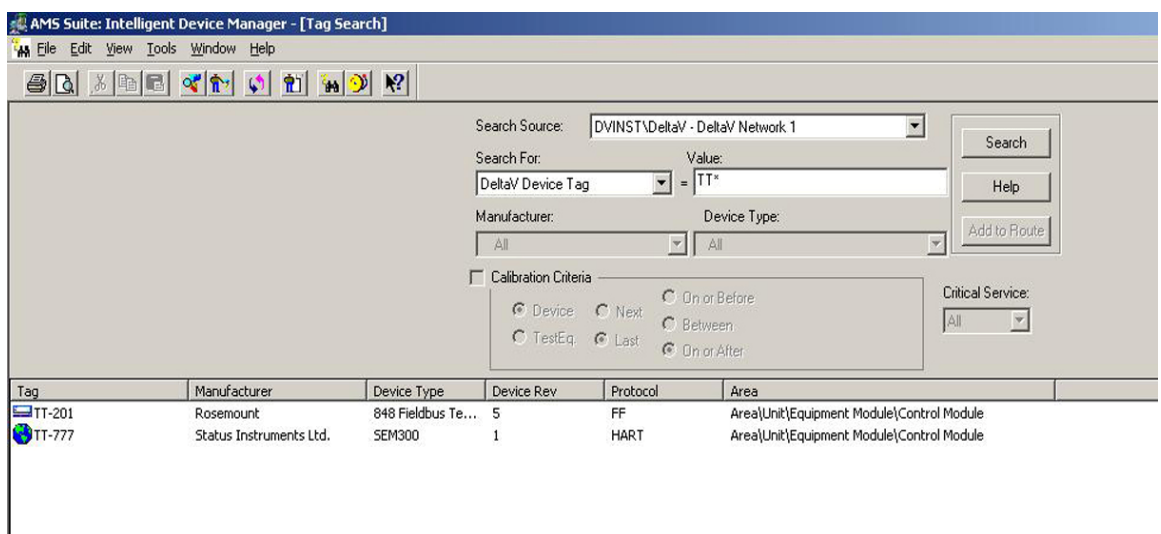 AMS Suite: Intelligent Device Manager - [Tag Search]
File Edit View Tools Window Help
Search Source: DVINST\DeltaV - DeltaV Network 1
Search
Search For: Value:
DeltaV Device Tag = TT*
Help
Manufacturer: Device Type:
All All
Add to Route
Calibration Criteria
Device Next On or Before
Between
TestEq. Last On or After
Critical Service:
All
Tag Manufacturer Device Type Device Rev Protocol Area
TT-201 Rosemount 848 Fieldbus Te... 5 FF Area\Unit\Equipment Module\Control Module
TT-777 Status Instruments Ltd. SEM300 1 HART Area\Unit\Equipment Module\Control Module